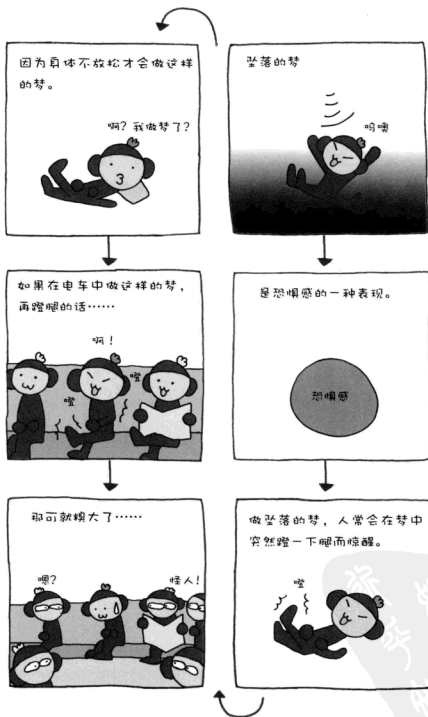 坠落的梦
呜噢
是恐惧感的一种表现。
恐惧感
做坠落的梦，人常会在梦中
突然蹬一下腿而惊醒。
蹬
因为身体不放松才会做这样
的梦。
啊？我做梦了？
如果在电车中做这样的梦，
再蹬腿的话……
啊！
蹬
蹬
那可就糗大了……
嗯？
怪人！